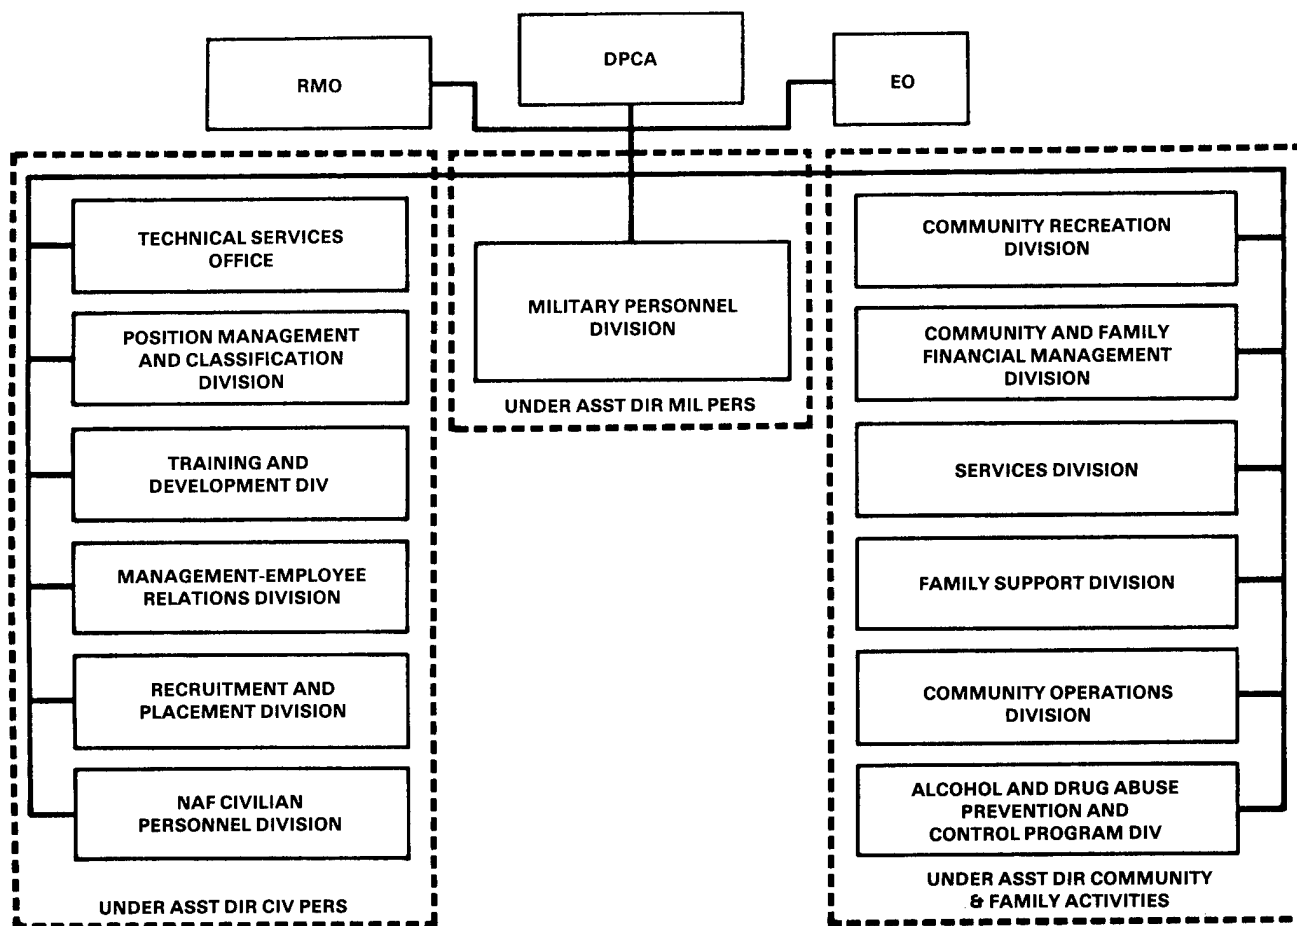 RMO
DPCA
EO
TECHNICAL SERVICES
OFFICE
POSITION MANAGEMENT
AND CLASSIFICATION
DIVISION
TRAINING AND
DEVELOPMENT DIV
MANAGEMENT-EMPLOYEE
RELATIONS DIVISION
RECRUITMENT AND
PLACEMENT DIVISION
NAF CIVILIAN
PERSONNEL DIVISION
UNDER ASST DIR CIV PERS
MILITARY PERSONNEL
DIVISION
UNDER ASST DIR MIL PERS
COMMUNITY RECREATION
DIVISION
COMMUNITY AND FAMILY
FINANCIAL MANAGEMENT
DIVISION
SERVICES DIVISION
FAMILY SUPPORT DIVISION
COMMUNITY OPERATIONS
DIVISION
ALCOHOL AND DRUG ABUSE
PREVENTION AND
CONTROL PROGRAM DIV
UNDER ASST DIR COMMUNITY
& FAMILY ACTIVITIES